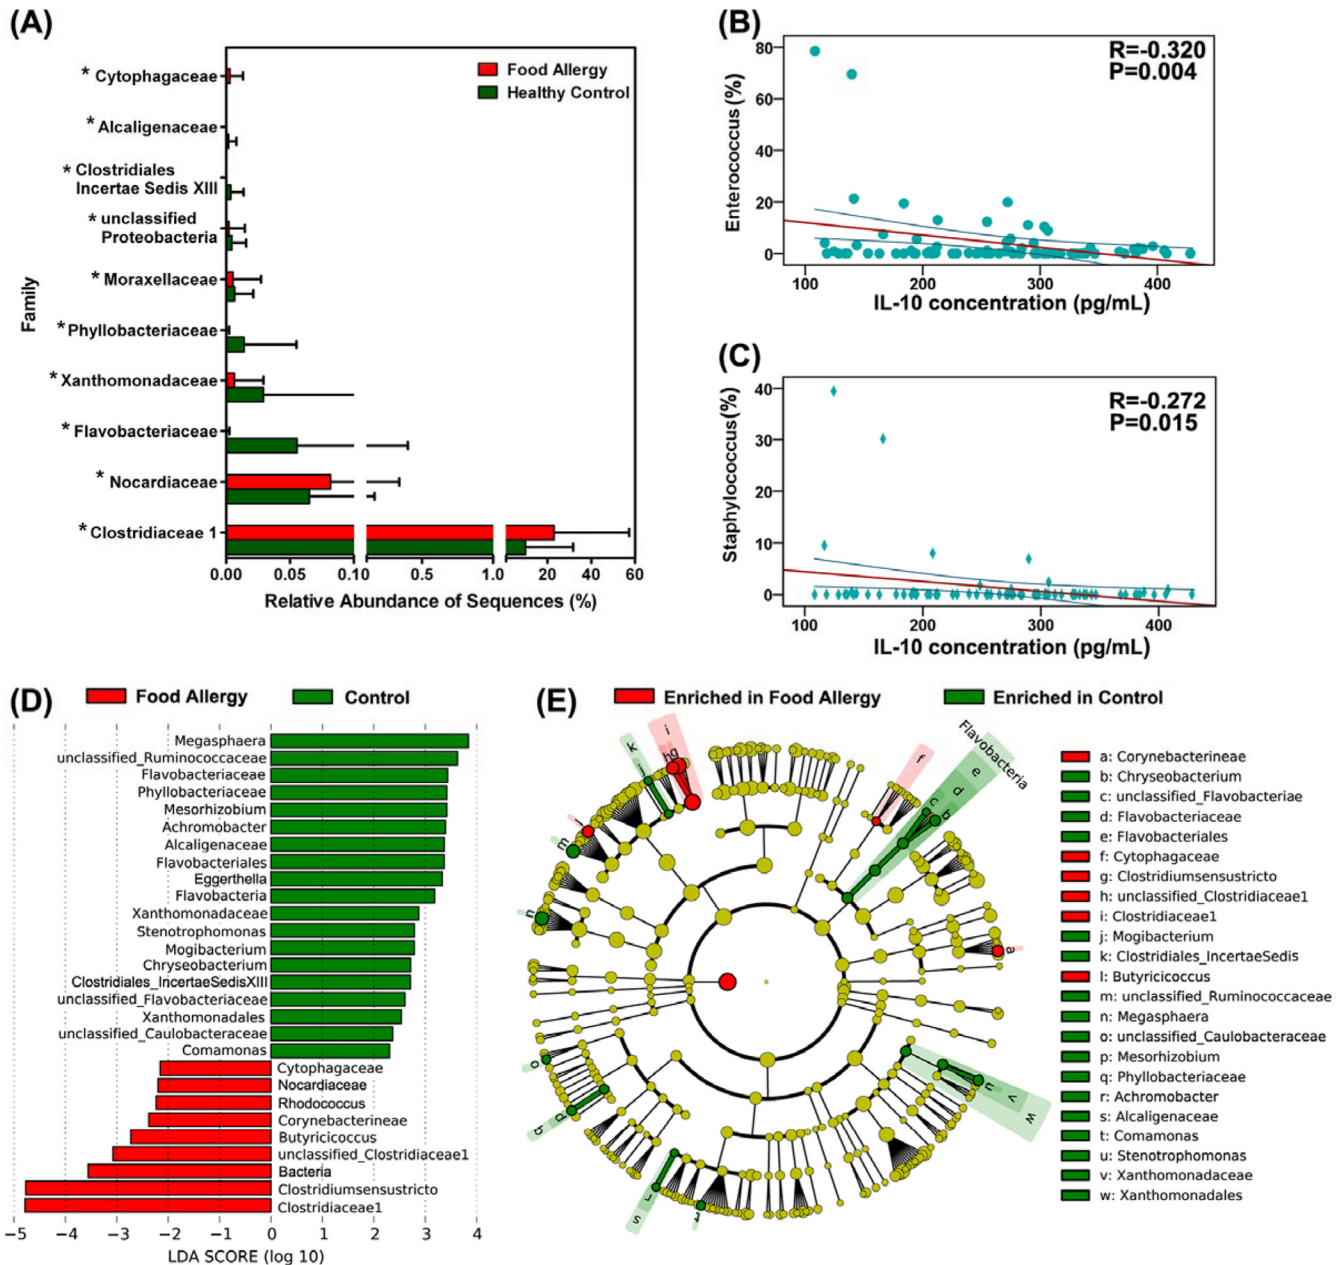 (A)
Food Allergy
Healthy Control
* Cytophagaceae
* Alcaligenaceae
* Clostridiales
Incertae Sedis XIII
* unclassified
Proteobacteria
* Moraxellaceae
* Phyllobacteriaceae
* Xanthomonadaceae
* Flavobacteriaceae
* Nocardiaceae
* Clostridiaceae 1
Family
0.00 0.05 0.10 0.5 1.0 20 40 60
Relative Abundance of Sequences (%)
(B)
R=-0.320
P=0.004
Enterococcus (%)
80
60
40
20
0
100 200 300 400
IL-10 concentration (pg/mL)
(C)
R=-0.272
P=0.015
Staphylococcus(%)
40
30
20
10
0
100 200 300 400
IL-10 concentration (pg/mL)
(D)
Food Allergy
Control
Megasphaera
unclassified_Ruminococcaceae
Flavobacteriaceae
Phyllobacteriaceae
Mesorhizobium
Achromobacter
Alcaligenaceae
Flavobacteriales
Eggerthella
Flavobacteria
Xanthomonadaceae
Stenotrophomonas
Mogibacterium
Chryseobacterium
Clostridiales_IncertaeSedisXIII
unclassified_Flavobacteriaceae
Xanthomonadales
unclassified_Caulobacteraceae
Comamonas
Cytophagaceae
Nocardiaceae
Rhodococcus
Corynebacterineae
Butyricicoccus
unclassified_Clostridiaceae1
Bacteria
Clostridiumsensustricto
Clostridiaceae1
−5 −4 −3 −2 −1 0 1 2 3 4
LDA SCORE (log 10)
(E)
Enriched in Food Allergy
Enriched in Control
Flavobacteria
i
h
g
k
j
f
e
d
c
b
a
l
m
n
o
p
q
r
s
t
u
v
w
a: Corynebacterineae
b: Chryseobacterium
c: unclassified_Flavobacteriae
d: Flavobacteriaceae
e: Flavobacteriales
f: Cytophagaceae
g: Clostridiumsensustricto
h: unclassified_Clostridiaceae1
i: Clostridiaceae1
j: Mogibacterium
k: Clostridiales_IncertaeSedis
l: Butyricicoccus
m: unclassified_Ruminococcaceae
n: Megasphaera
o: unclassified_Caulobacteraceae
p: Mesorhizobium
q: Phyllobacteriaceae
r: Achromobacter
s: Alcaligenaceae
t: Comamonas
u: Stenotrophomonas
v: Xanthomonadaceae
w: Xanthomonadales